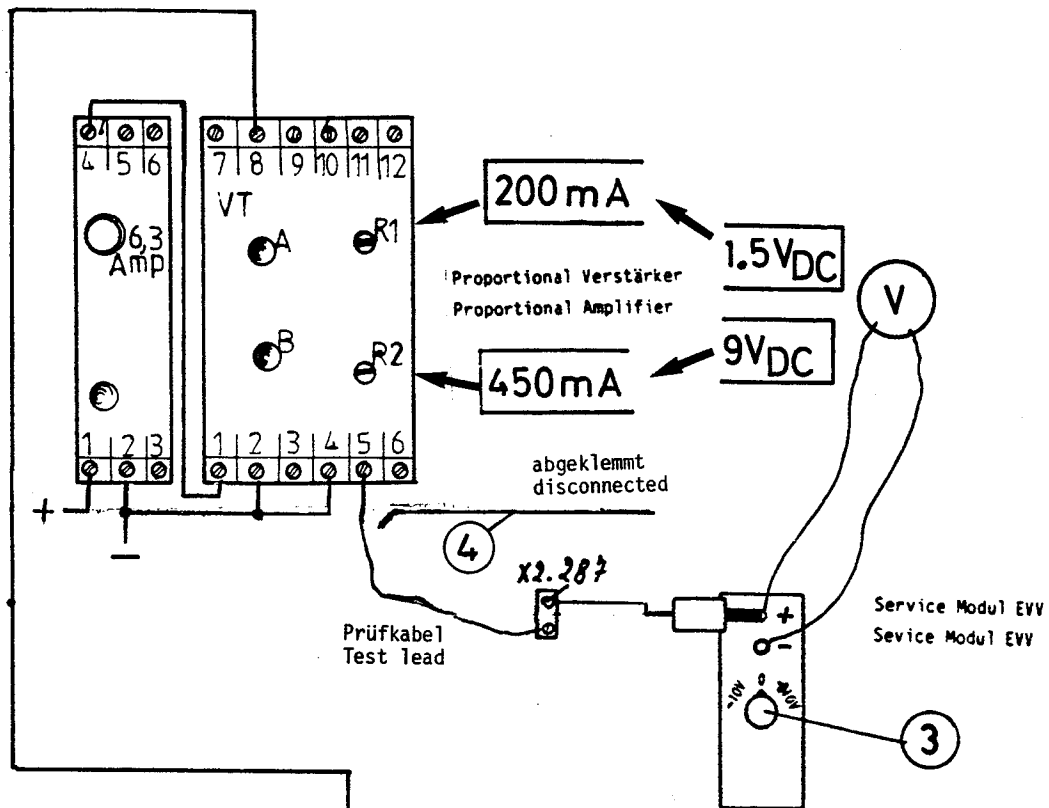 4 5 6
7 8 9 10 11 12
VT
6,3
Amp
A
R1
B
R2
1 2 3
1 2 3 4 5 6
+
−
200 mA
1.5VDC
Proportional Verstärker
Proportional Amplifier
450 mA
9VDC
V
abgeklemmt
disconnected
4
X2.287
Prüfkabel
Test lead
+
-
Service Modul EVV
Sevice Modul EVV
-10V 0
3